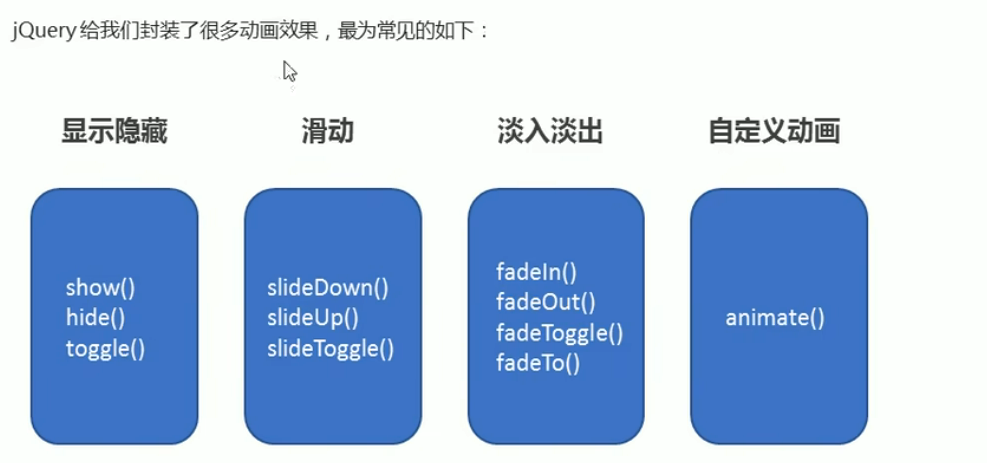 jQuery 给我们封装了很多动画效果，最为常见的如下：
显示隐藏
show()
hide()
toggle()
滑动
slideDown()
slideUp()
slideToggle()
淡入淡出
fadeIn()
fadeOut()
fadeToggle()
fadeTo()
自定义动画
animate()